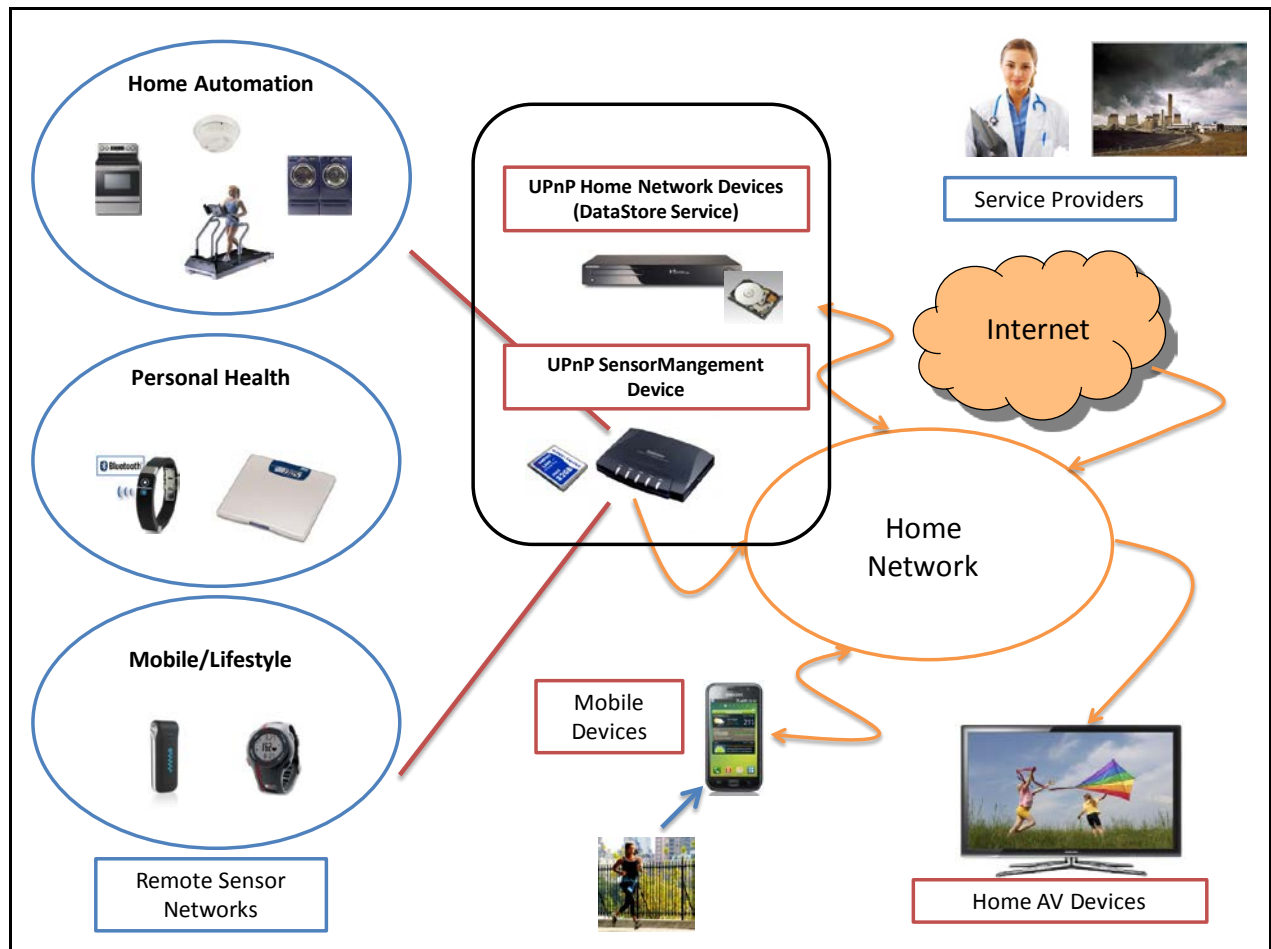 Home Automation
UPnP Home Network Devices
(DataStore Service)
Service Providers
Internet
Personal Health
Bluetooth
UPnP SensorMangement
Device
Home
Network
Mobile/Lifestyle
Mobile
Devices
Remote Sensor
Networks
Home AV Devices